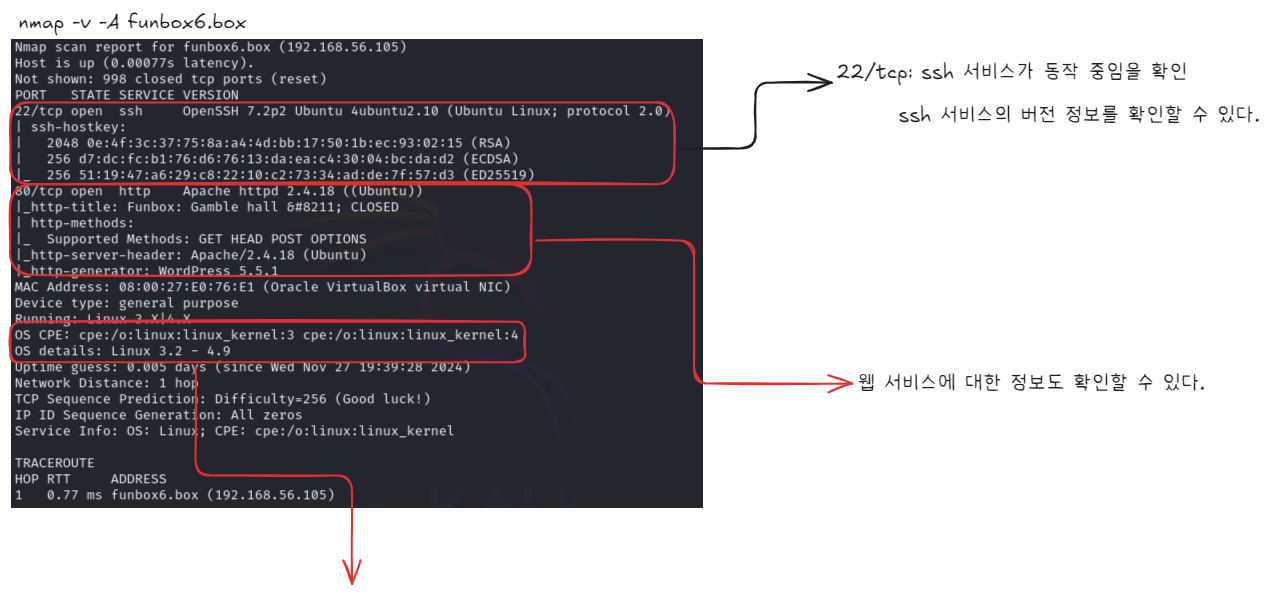 nmap -v -A funbox6.box
Nmap scan report for funbox6.box (192.168.56.105)
Host is up (0.00077s latency).
Not shown: 998 closed tcp ports (reset)
PORT   STATE SERVICE VERSION
22/tcp open  ssh     OpenSSH 7.2p2 Ubuntu 4ubuntu2.10 (Ubuntu Linux; protocol 2.0)
| ssh-hostkey:
|   2048 0e:4f:3c:37:75:8a:a4:4d:bb:17:50:1b:ec:93:02:15 (RSA)
|   256 d7:dc:fc:b1:76:d6:76:13:da:ea:c4:30:04:bc:da:d2 (ECDSA)
|_  256 51:19:47:a6:29:c8:22:10:c2:73:34:ad:de:7f:57:d3 (ED25519)
80/tcp open  http    Apache httpd 2.4.18 ((Ubuntu))
|_http-title: Funbox: Gamble hall &#8211; CLOSED
| http-methods:
|_  Supported Methods: GET HEAD POST OPTIONS
|_http-server-header: Apache/2.4.18 (Ubuntu)
|_http-generator: WordPress 5.5.1
MAC Address: 08:00:27:E0:76:E1 (Oracle VirtualBox virtual NIC)
Device type: general purpose
Running: Linux 3.X|4.X
OS CPE: cpe:/o:linux:linux_kernel:3 cpe:/o:linux:linux_kernel:4
OS details: Linux 3.2 - 4.9
Uptime guess: 0.005 days (since Wed Nov 27 19:39:28 2024)
Network Distance: 1 hop
TCP Sequence Prediction: Difficulty=256 (Good luck!)
IP ID Sequence Generation: All zeros
Service Info: OS: Linux; CPE: cpe:/o:linux:linux_kernel
TRACEROUTE
HOP RTT     ADDRESS
1   0.77 ms funbox6.box (192.168.56.105)
KALI
22/tcp: ssh 서비스가 동작 중임을 확인
ssh 서비스의 버전 정보를 확인할 수 있다.
웹 서비스에 대한 정보도 확인할 수 있다.